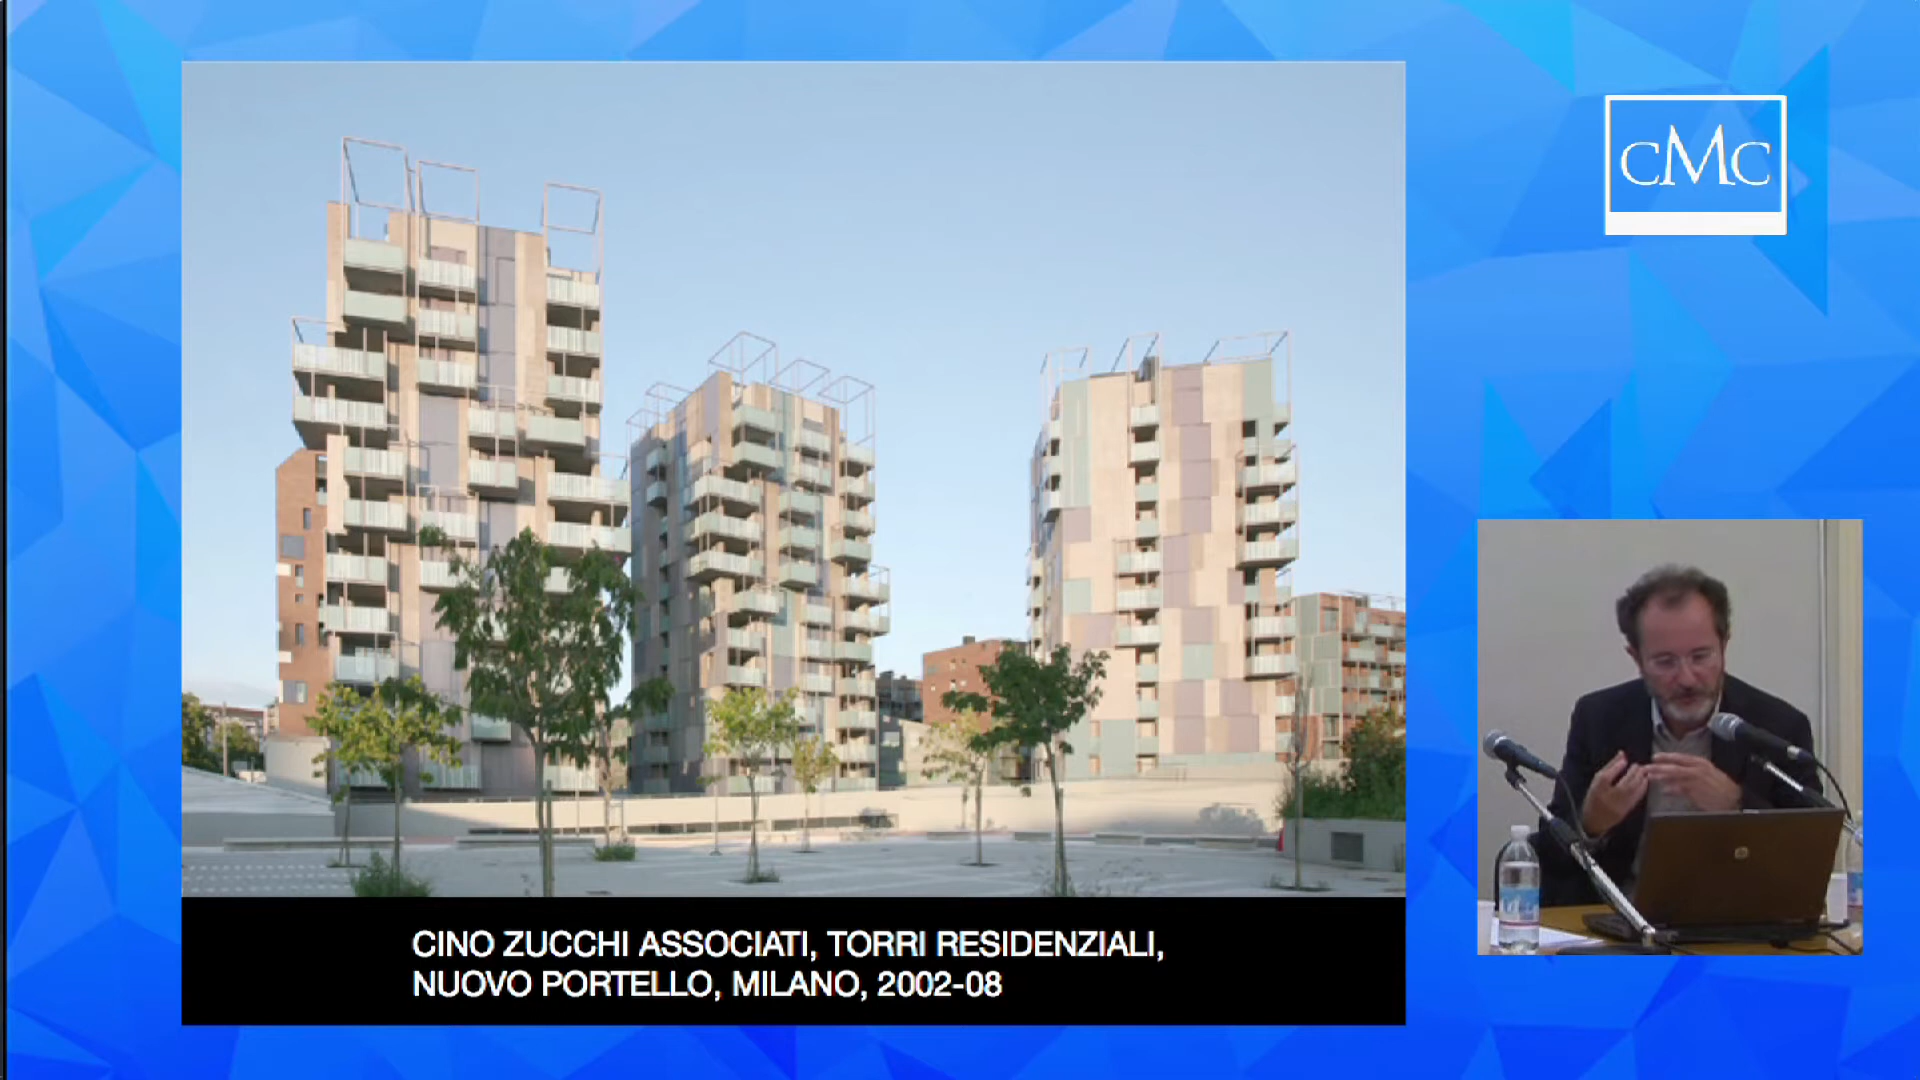 CMC
CINO ZUCCHI ASSOCIATI, TORRI RESIDENZIALI,
NUOVO PORTELLO, MILANO, 2002-08